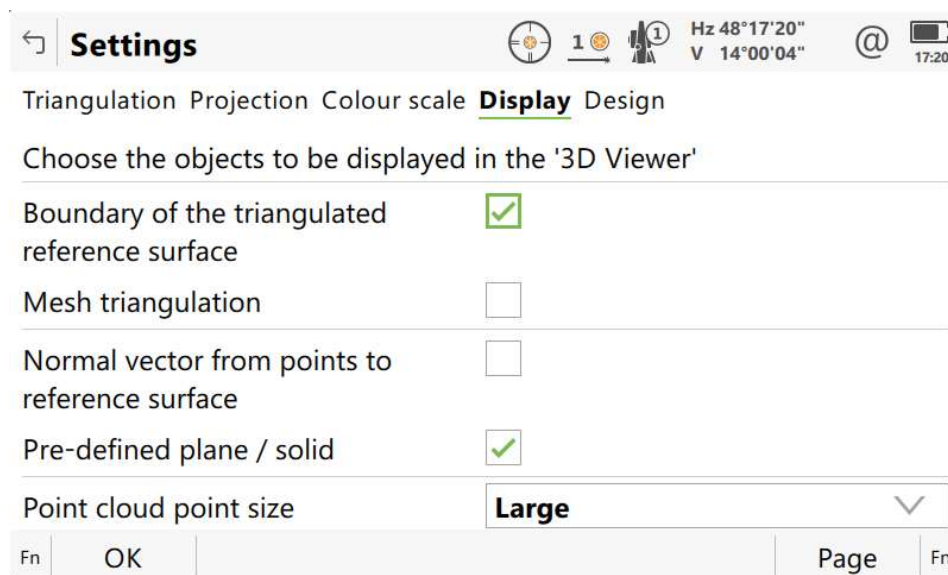 Settings
1
1
Hz 48°17'20"
V 14°00'04"
@
17:20
Triangulation Projection Colour scale Display Design
Choose the objects to be displayed in the '3D Viewer'
Boundary of the triangulated
reference surface
Mesh triangulation
Normal vector from points to
reference surface
Pre-defined plane / solid
Point cloud point size Large
Fn OK Page Fn